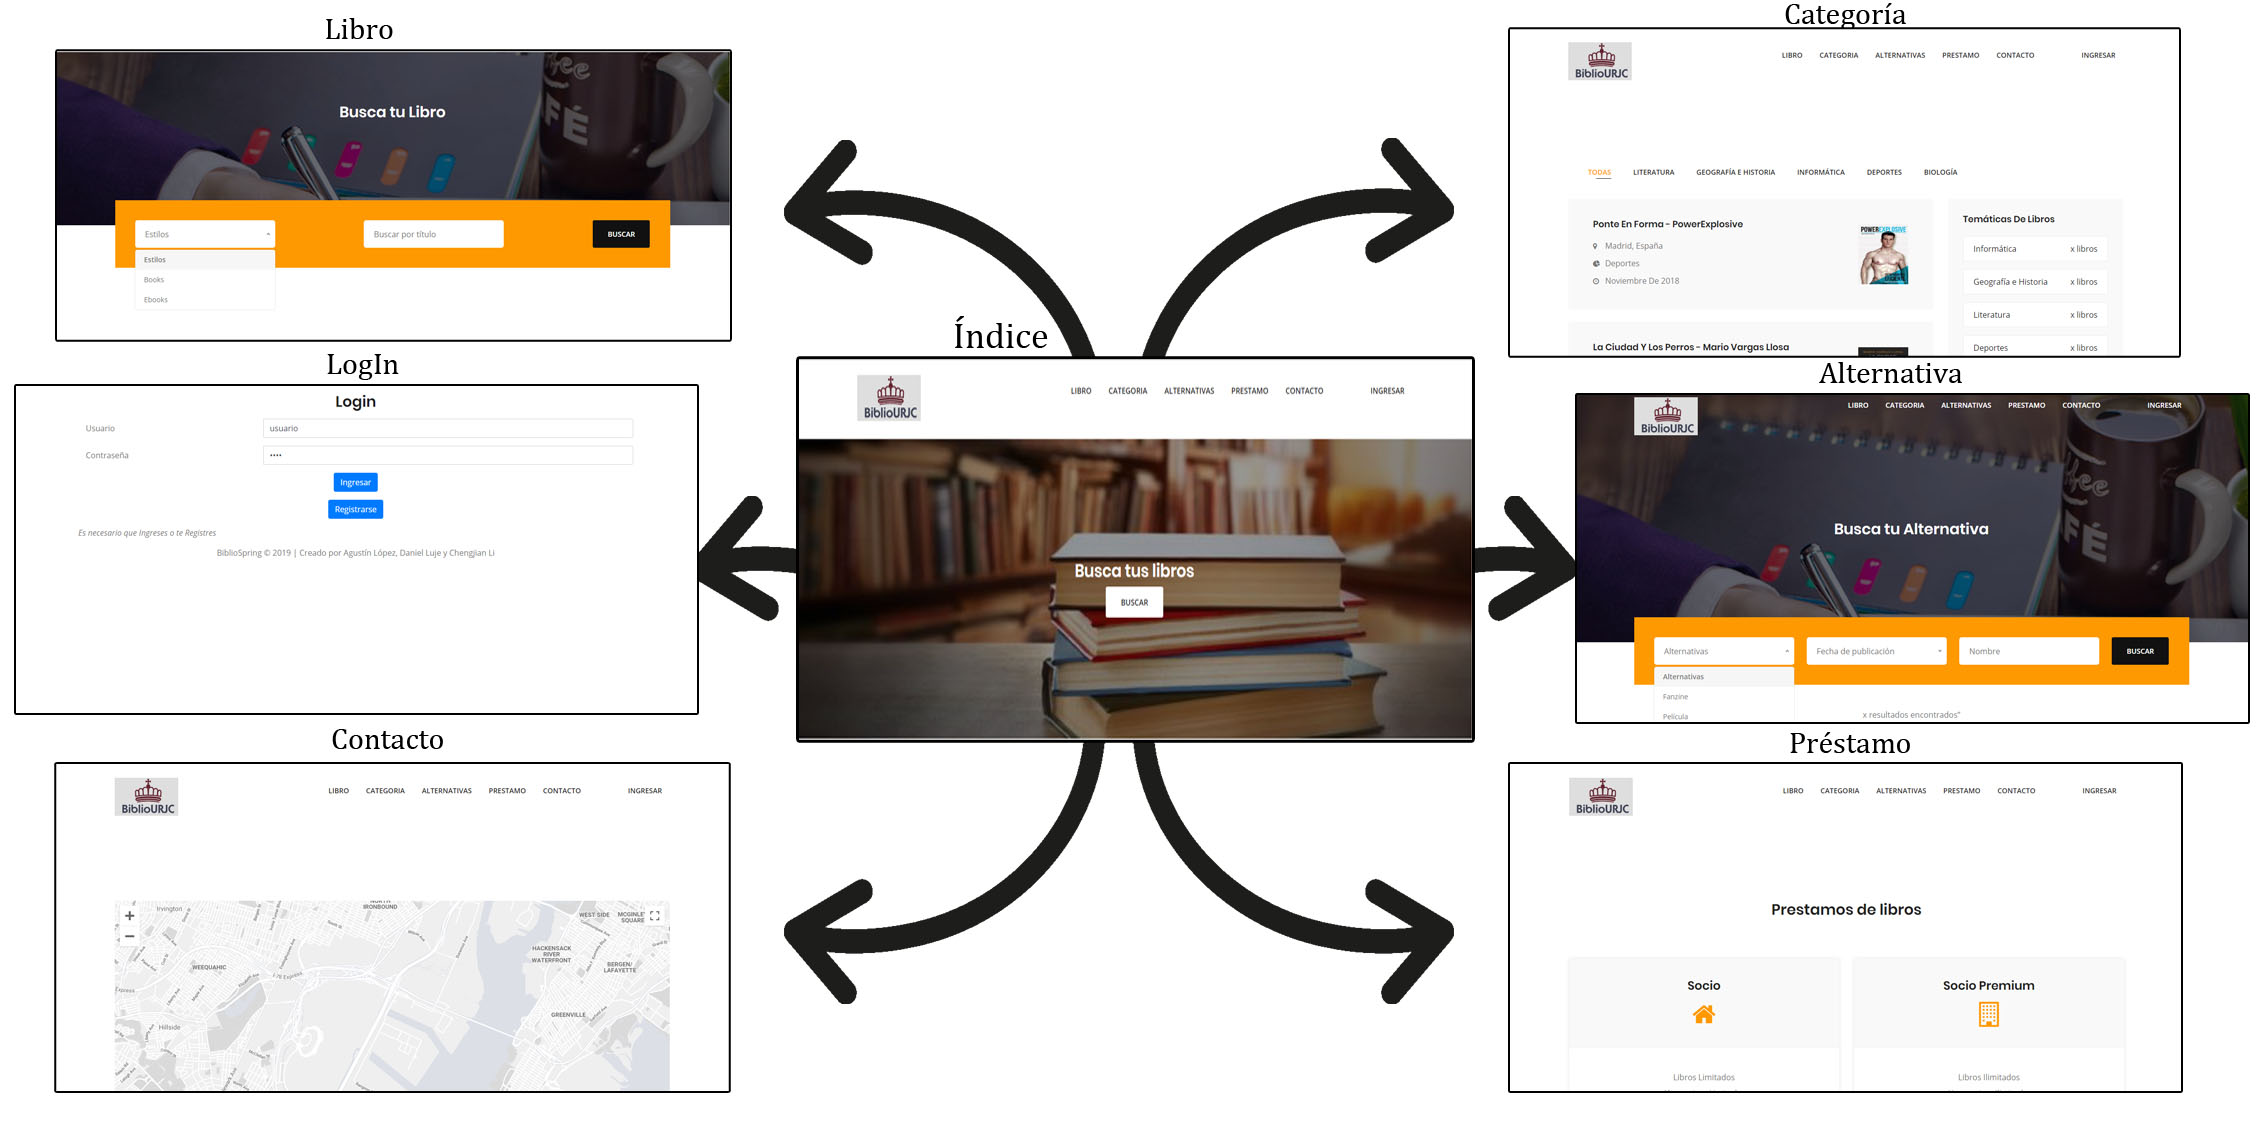 Libro
Busca tu Libro
Estilos
Buscar por título
BUSCAR
Estilos
Books
Ebooks
Categoría
BiblioURJC
LIBRO CATEGORIA ALTERNATIVAS PRESTAMO CONTACTO INGRESAR
TODAS LITERATURA GEOGRAFÍA E HISTORIA INFORMÁTICA DEPORTES BIOLOGÍA
Ponte En Forma - PowerExplosive
Madrid, España
Deportes
Noviembre De 2018
POWEREXPLOSIVE
La Ciudad Y Los Perros - Mario Vargas Llosa
Temáticas De Libros
Informática x libros
Geografía e Historia x libros
Literatura x libros
Deportes x libros
Índice
BiblioURJC
LIBRO CATEGORIA ALTERNATIVAS PRESTAMO CONTACTO INGRESAR
Busca tus libros
BUSCAR
LogIn
Login
Usuario usuario
Contraseña ••••
Ingresar
Registrarse
Es necesario que Ingreses o te Registres
BiblioSpring © 2019 | Creado por Agustín López, Daniel Luje y Chengjian Li
Alternativa
BiblioURJC
LIBRO CATEGORIA ALTERNATIVAS PRESTAMO CONTACTO INGRESAR
Busca tu Alternativa
Alternativas
Fecha de publicación
Nombre
BUSCAR
Alternativas
Fanzine
Película
x resultados encontrados"
Contacto
BiblioURJC
LIBRO CATEGORIA ALTERNATIVAS PRESTAMO CONTACTO INGRESAR
Irvington
IRONBOUND
WEST SIDE
MCGINLEY
SQUARE
HACKENSACK
RIVER
WATERFRONT
BERGEN/
LAFAYETTE
WEEQUAHIC
GREENVILLE
Hillside
Préstamo
BiblioURJC
LIBRO CATEGORIA ALTERNATIVAS PRESTAMO CONTACTO INGRESAR
Prestamos de libros
Socio
Socio Premium
Libros Limitados
Libros Ilimitados